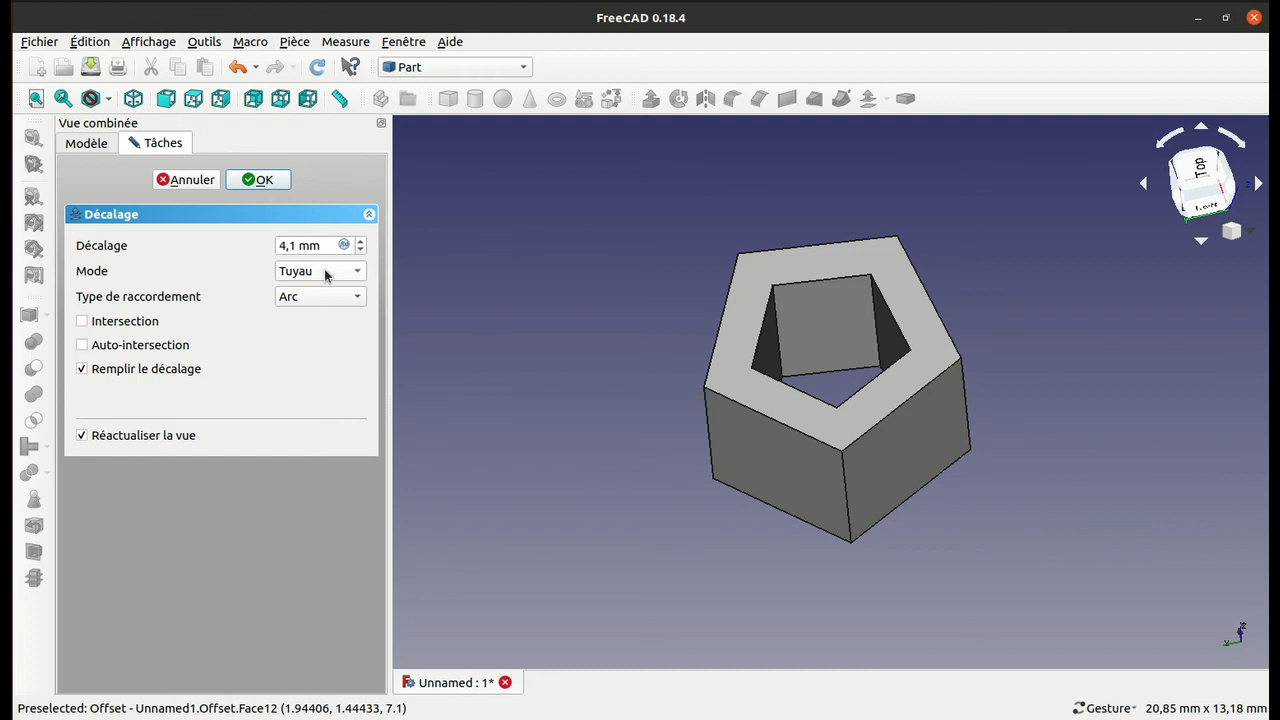 FreeCAD 0.18.4
Fichier Édition Affichage Outils Macro Pièce Measure Fenêtre Aide
Part
Vue combinée
Modèle Tâches
Annuler OK
Décalage
Décalage 4,1 mm
Mode Tuyau
Type de raccordement Arc
Intersection
Auto-intersection
Remplir le décalage
Réactualiser la vue
Top
Z
Unnamed : 1*
Preselected: Offset - Unnamed1.Offset.Face12 (1.94406, 1.44433, 7.1) Gesture 20,85 mm x 13,18 mm